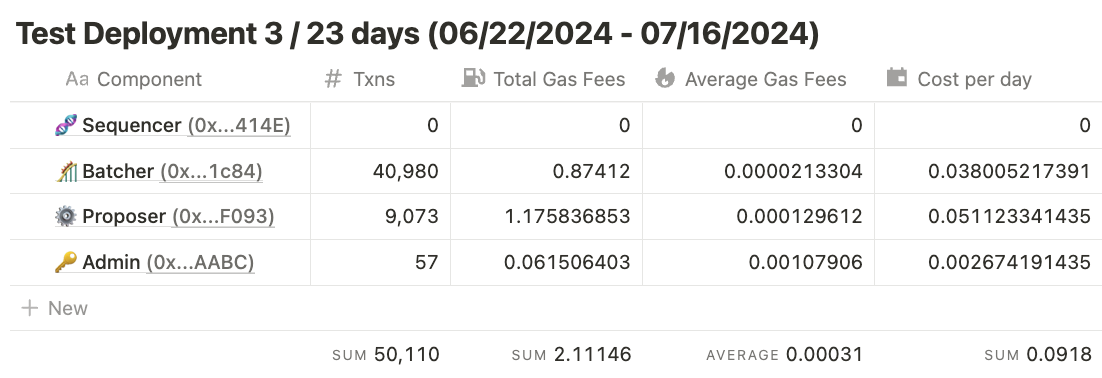 Test Deployment 3 / 23 days (06/22/2024 - 07/16/2024)
Aa Component # Txns Total Gas Fees Average Gas Fees Cost per day
Sequencer (0x...414E) 0 0 0 0
Batcher (0x...1c84) 40,980 0.87412 0.0000213304 0.038005217391
Proposer (0x...F093) 9,073 1.175836853 0.000129612 0.051123341435
Admin (0x...AABC) 57 0.061506403 0.00107906 0.002674191435
+ New
SUM 50,110 SUM 2.11146 AVERAGE 0.00031 SUM 0.0918